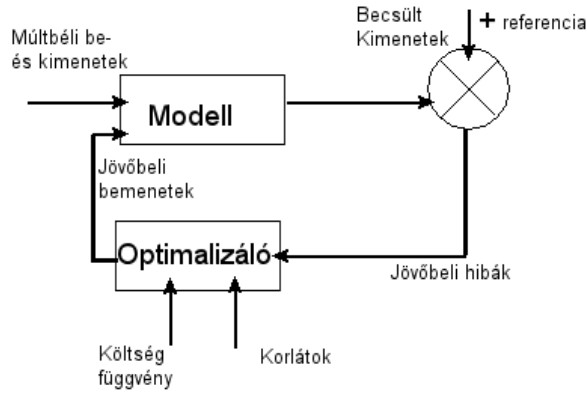 Múltbéli be-
és kimenetek
Becsült
Kimenetek
+ referencia
Modell
Jövőbeli
bemenetek
Optimalizáló
Jövőbeli hibák
Költség
függvény
Korlátok